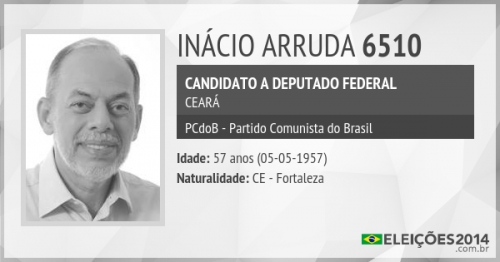 INÁCIO ARRUDA 6510
CANDIDATO A DEPUTADO FEDERAL
CEARÁ
PCdoB - Partido Comunista do Brasil
Idade: 57 anos (05-05-1957)
Naturalidade: CE - Fortaleza
ELEIÇÕES2014
.com.br